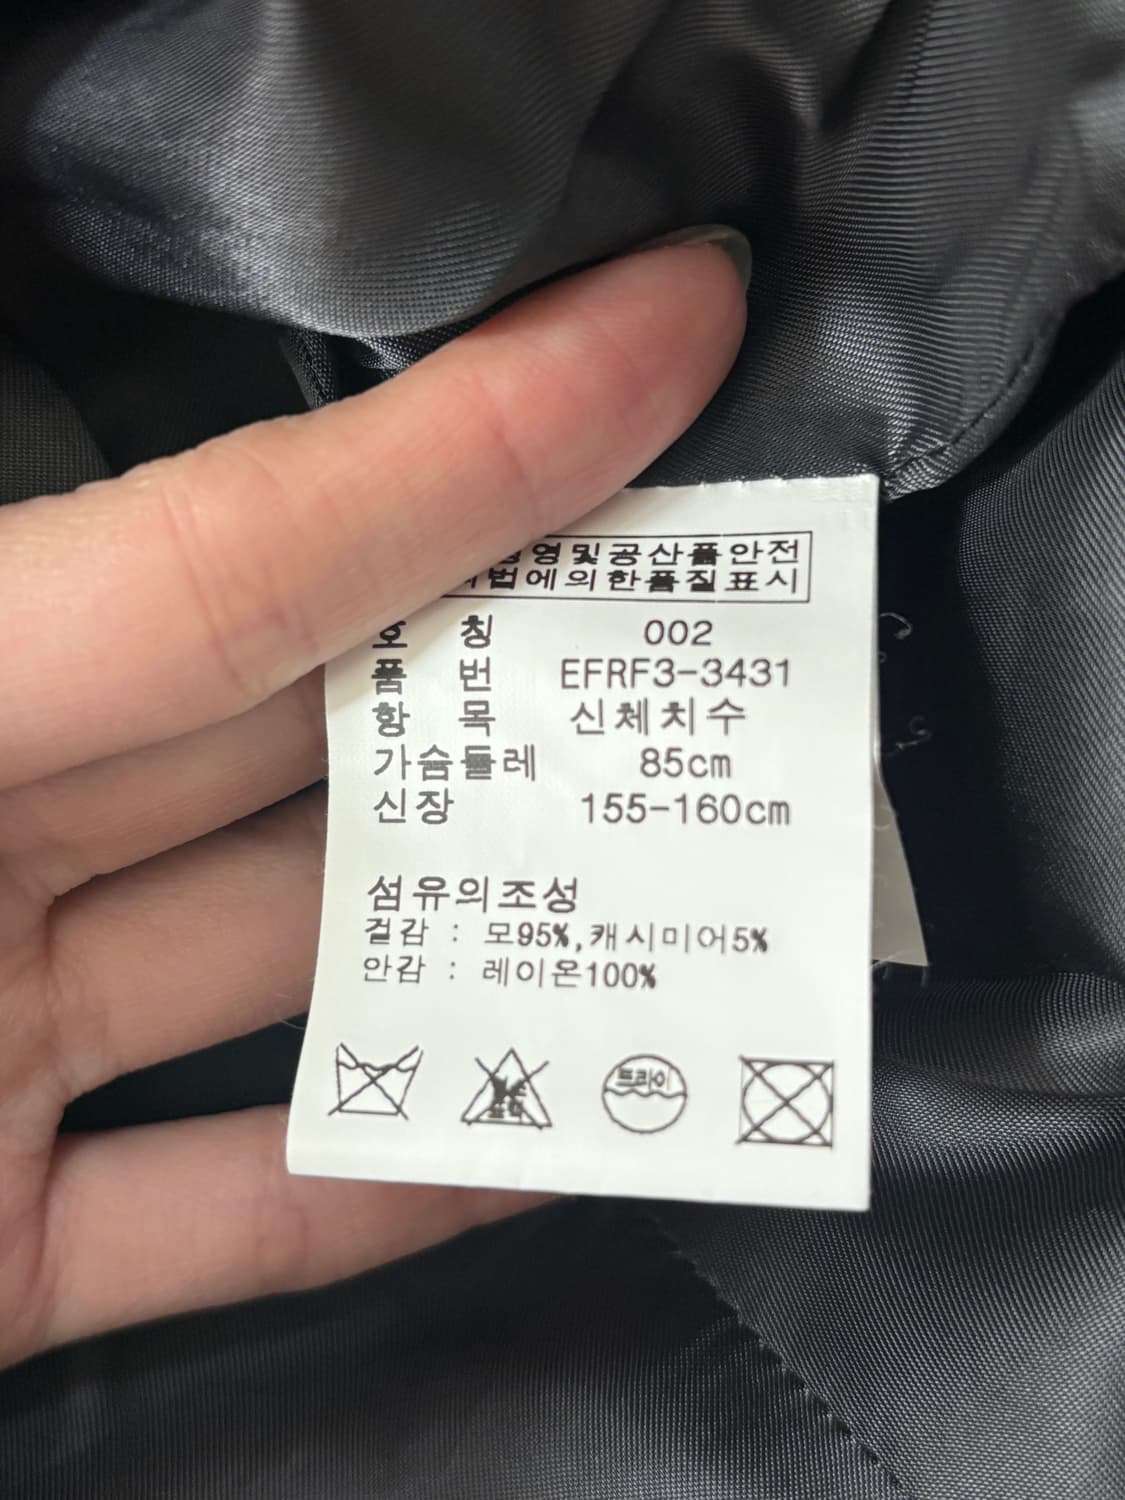 영및공산품안전
법에의한품질표시
호 칭 002
품 번 EFRF3-3431
항 목 신체치수
가슴둘레 85cm
신장 155-160cm
섬유의조성
겉감 : 모95%,캐시미어5%
안감 : 레이온100%
드라이